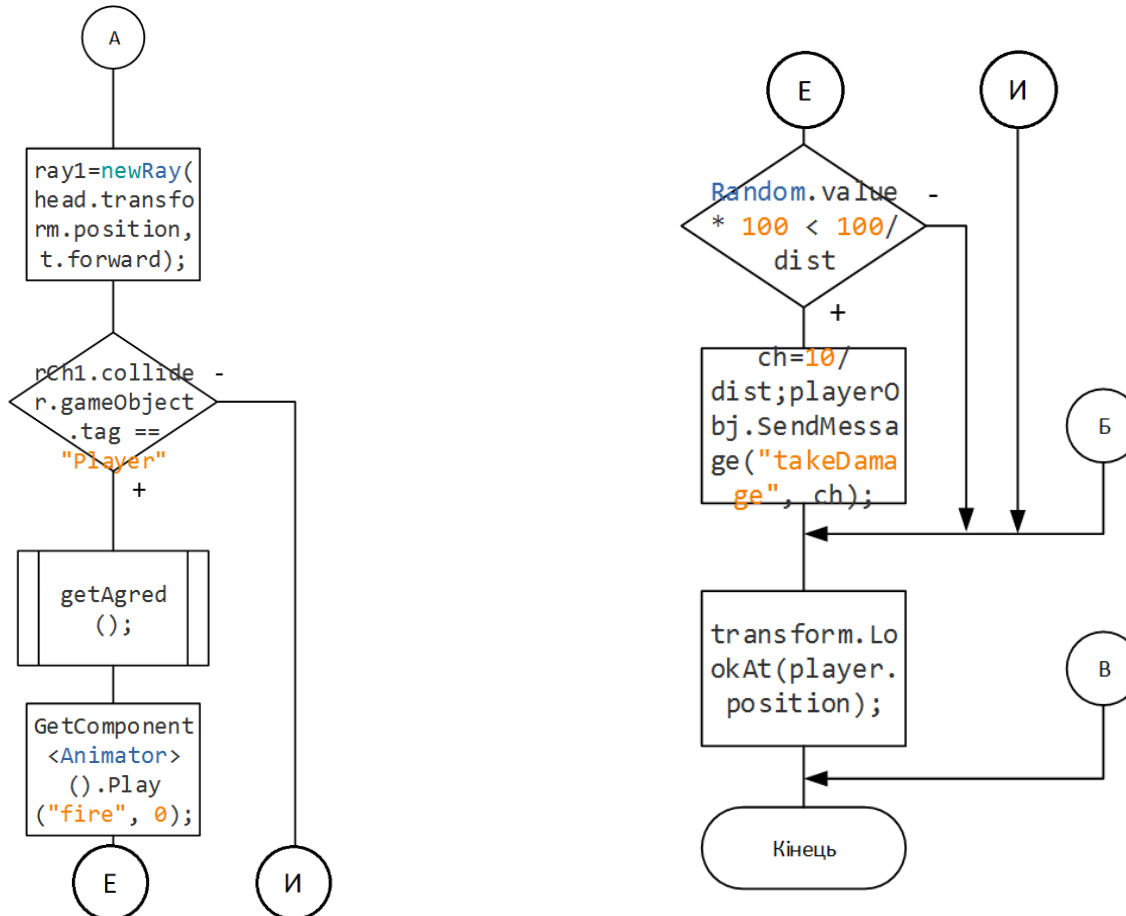 А
ray1=newRay(
head.transfo
rm.position,
t.forward);
rCh1.collide -
r.gameObject
.tag ==
"Player"
+
getAgred
();
GetComponent
<Animator>
().Play
("fire", 0);
Е
И
Е
И
Random.value -
* 100 < 100/
dist
+
ch=10/
dist;playerO
bj.SendMessa
ge("takeDama
ge", ch);
Б
transform.Lo
okAt(player.
position);
В
Кінець